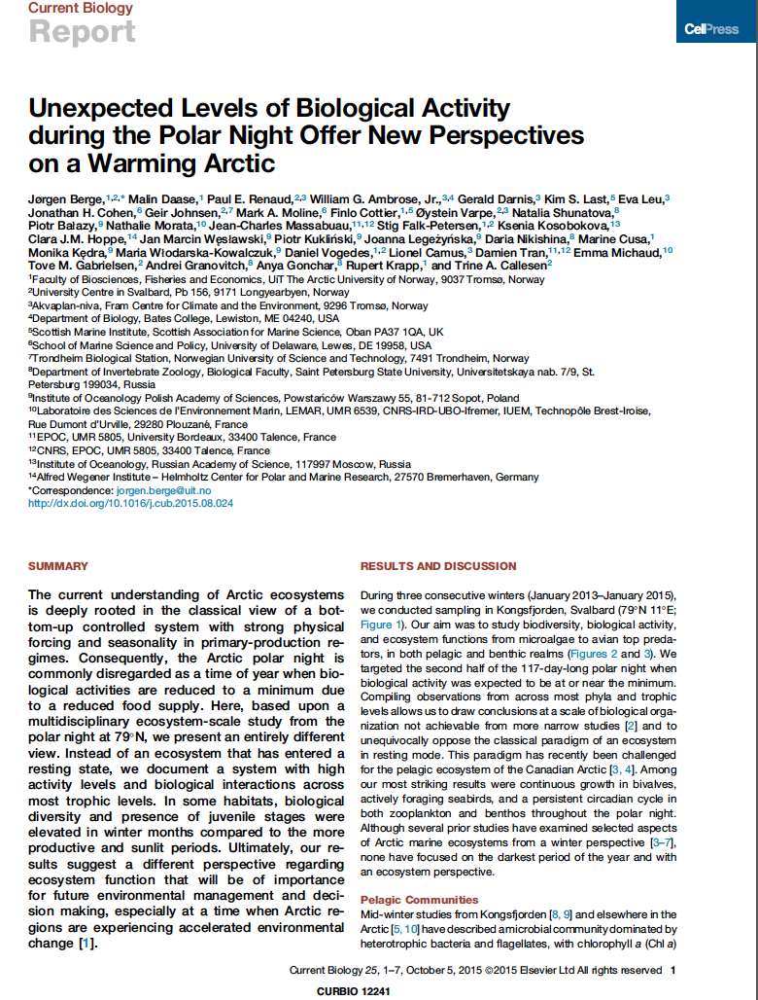 Current Biology
Report
CellPress
Unexpected Levels of Biological Activity
during the Polar Night Offer New Perspectives
on a Warming Arctic
Jørgen Berge,1,2,* Malin Daase,1 Paul E. Renaud,2,3 William G. Ambrose, Jr.,3,4 Gerald Darnis,3 Kim S. Last,5 Eva Leu,3
Jonathan H. Cohen,6 Geir Johnsen,2,7 Mark A. Moline,6 Finlo Cottier,1,5 Øystein Varpe,2,3 Natalia Shunatova,8
Piotr Bałazy,9 Nathalie Morata,10 Jean-Charles Massabuau,11,12 Stig Falk-Petersen,1,2 Ksenia Kosobokova,13
Clara J.M. Hoppe,14 Jan Marcin Węsławski,9 Piotr Kukliński,9 Joanna Legeżyńska,9 Daria Nikishina,8 Marine Cusa,1
Monika Kędra,9 Maria Włodarska-Kowalczuk,9 Daniel Vogedes,1,2 Lionel Camus,3 Damien Tran,11,12 Emma Michaud,10
Tove M. Gabrielsen,2 Andrei Granovitch,8 Anya Gonchar,8 Rupert Krapp,1 and Trine A. Callesen2
1Faculty of Biosciences, Fisheries and Economics, UiT The Arctic University of Norway, 9037 Tromsø, Norway
2University Centre in Svalbard, Pb 156, 9171 Longyearbyen, Norway
3Akvaplan-niva, Fram Centre for Climate and the Environment, 9296 Tromsø, Norway
4Department of Biology, Bates College, Lewiston, ME 04240, USA
5Scottish Marine Institute, Scottish Association for Marine Science, Oban PA37 1QA, UK
6School of Marine Science and Policy, University of Delaware, Lewes, DE 19958, USA
7Trondheim Biological Station, Norwegian University of Science and Technology, 7491 Trondheim, Norway
8Department of Invertebrate Zoology, Biological Faculty, Saint Petersburg State University, Universitetskaya nab. 7/9, St.
Petersburg 199034, Russia
9Institute of Oceanology Polish Academy of Sciences, Powstańców Warszawy 55, 81-712 Sopot, Poland
10Laboratoire des Sciences de l'Environnement Marin, LEMAR, UMR 6539, CNRS-IRD-UBO-Ifremer, IUEM, Technopôle Brest-Iroise,
Rue Dumont d'Urville, 29280 Plouzané, France
11EPOC, UMR 5805, University Bordeaux, 33400 Talence, France
12CNRS, EPOC, UMR 5805, 33400 Talence, France
13Institute of Oceanology, Russian Academy of Science, 117997 Moscow, Russia
14Alfred Wegener Institute – Helmholtz Center for Polar and Marine Research, 27570 Bremerhaven, Germany
*Correspondence: jorgen.berge@uit.no
http://dx.doi.org/10.1016/j.cub.2015.08.024
SUMMARY
The current understanding of Arctic ecosystems
is deeply rooted in the classical view of a bot-
tom-up controlled system with strong physical
forcing and seasonality in primary-production re-
gimes. Consequently, the Arctic polar night is
commonly disregarded as a time of year when bio-
logical activities are reduced to a minimum due
to a reduced food supply. Here, based upon a
multidisciplinary ecosystem-scale study from the
polar night at 79°N, we present an entirely different
view. Instead of an ecosystem that has entered a
resting state, we document a system with high
activity levels and biological interactions across
most trophic levels. In some habitats, biological
diversity and presence of juvenile stages were
elevated in winter months compared to the more
productive and sunlit periods. Ultimately, our re-
sults suggest a different perspective regarding
ecosystem function that will be of importance
for future environmental management and deci-
sion making, especially at a time when Arctic re-
gions are experiencing accelerated environmental
change [1].
RESULTS AND DISCUSSION
During three consecutive winters (January 2013–January 2015),
we conducted sampling in Kongsfjorden, Svalbard (79°N 11°E;
Figure 1). Our aim was to study biodiversity, biological activity,
and ecosystem functions from microalgae to avian top preda-
tors, in both pelagic and benthic realms (Figures 2 and 3). We
targeted the second half of the 117-day-long polar night when
biological activity was expected to be at or near the minimum.
Compiling observations from across most phyla and trophic
levels allows us to draw conclusions at a scale of biological orga-
nization not achievable from more narrow studies [2] and to
unequivocally oppose the classical paradigm of an ecosystem
in resting mode. This paradigm has recently been challenged
for the pelagic ecosystem of the Canadian Arctic [3, 4]. Among
our most striking results were continuous growth in bivalves,
actively foraging seabirds, and a persistent circadian cycle in
both zooplankton and benthos throughout the polar night.
Although several prior studies have examined selected aspects
of Arctic marine ecosystems from a winter perspective [3–7],
none have focused on the darkest period of the year and with
an ecosystem perspective.
Pelagic Communities
Mid-winter studies from Kongsfjorden [8, 9] and elsewhere in the
Arctic [5, 10] have described a microbial community dominated by
heterotrophic bacteria and flagellates, with chlorophyll a (Chl a)
Current Biology 25, 1–7, October 5, 2015 ©2015 Elsevier Ltd All rights reserved 1
CURBIO 12241